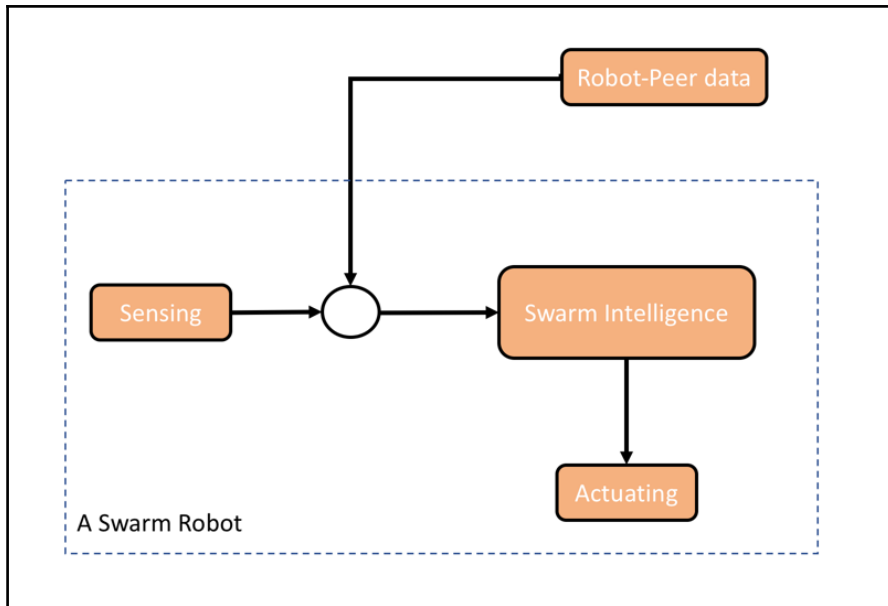 Robot-Peer data
Sensing
Swarm Intelligence
Actuating
A Swarm Robot